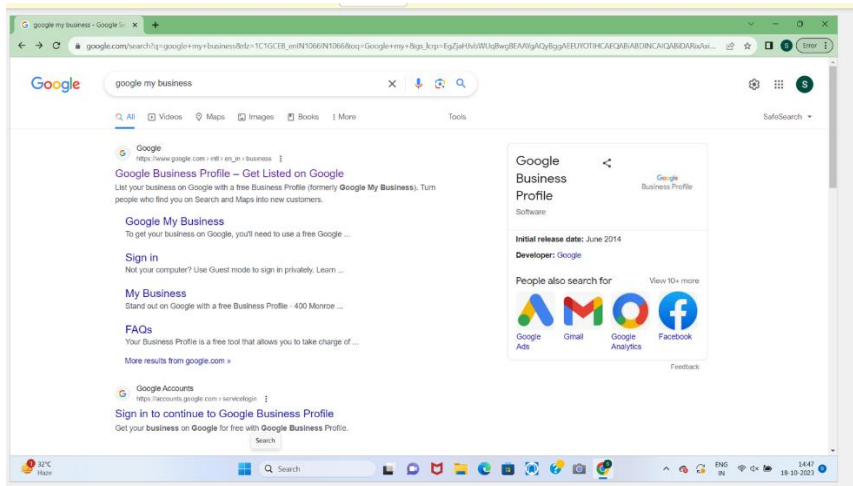 google my business - Google Se
google.com/search?q=google+my+business&rlz=1C1GCEB_enIN1066IN1066&oq=Google+my+
Error
Google
google my business
S
All Videos Maps Images Books More Tools
SafeSearch
Google
https://www.google.com › intl › en_in › business
Google Business Profile – Get Listed on Google
List your business on Google with a free Business Profile (formerly Google My Business). Turn
people who find you on Search and Maps into new customers.
Google My Business
To get your business on Google, you'll need to use a free Google ...
Sign in
Not your computer? Use Guest mode to sign in privately. Learn ...
My Business
Stand out on Google with a free Business Profile - 400 Monroe ...
FAQs
Your Business Profile is a free tool that allows you to take charge of ...
More results from google.com »
Google Accounts
https://accounts.google.com › servicelogin
Sign in to continue to Google Business Profile
Get your business on Google for free with Google Business Profile.
Search
Google
Business
Profile
Software
Google
Business Profile
Initial release date: June 2014
Developer: Google
People also search for View 10+ more
Google
Ads
Gmail
Google
Analytics
Facebook
Feedback
32°C
Haze
Search
ENG
IN
14:47
18-10-2023